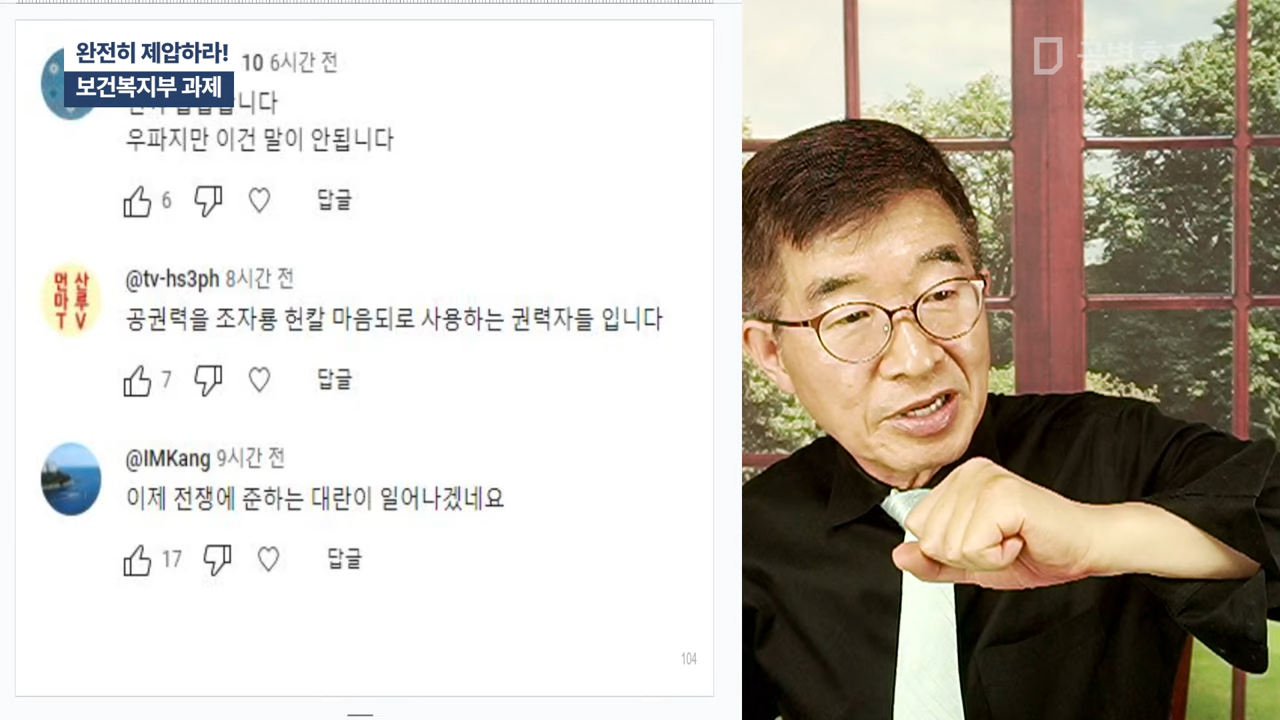 완전히 제압하라!
보건복지부 과제
10 6시간 전
우파지만 이건 말이 안됩니다
6 답글
먼 산
마 루
T V
@tv-hs3ph 8시간 전
공권력을 조자룡 헌칼 마음되로 사용하는 권력자들 입니다
7 답글
@IMKang 9시간 전
이제 전쟁에 준하는 대란이 일어나겠네요
17 답글
104